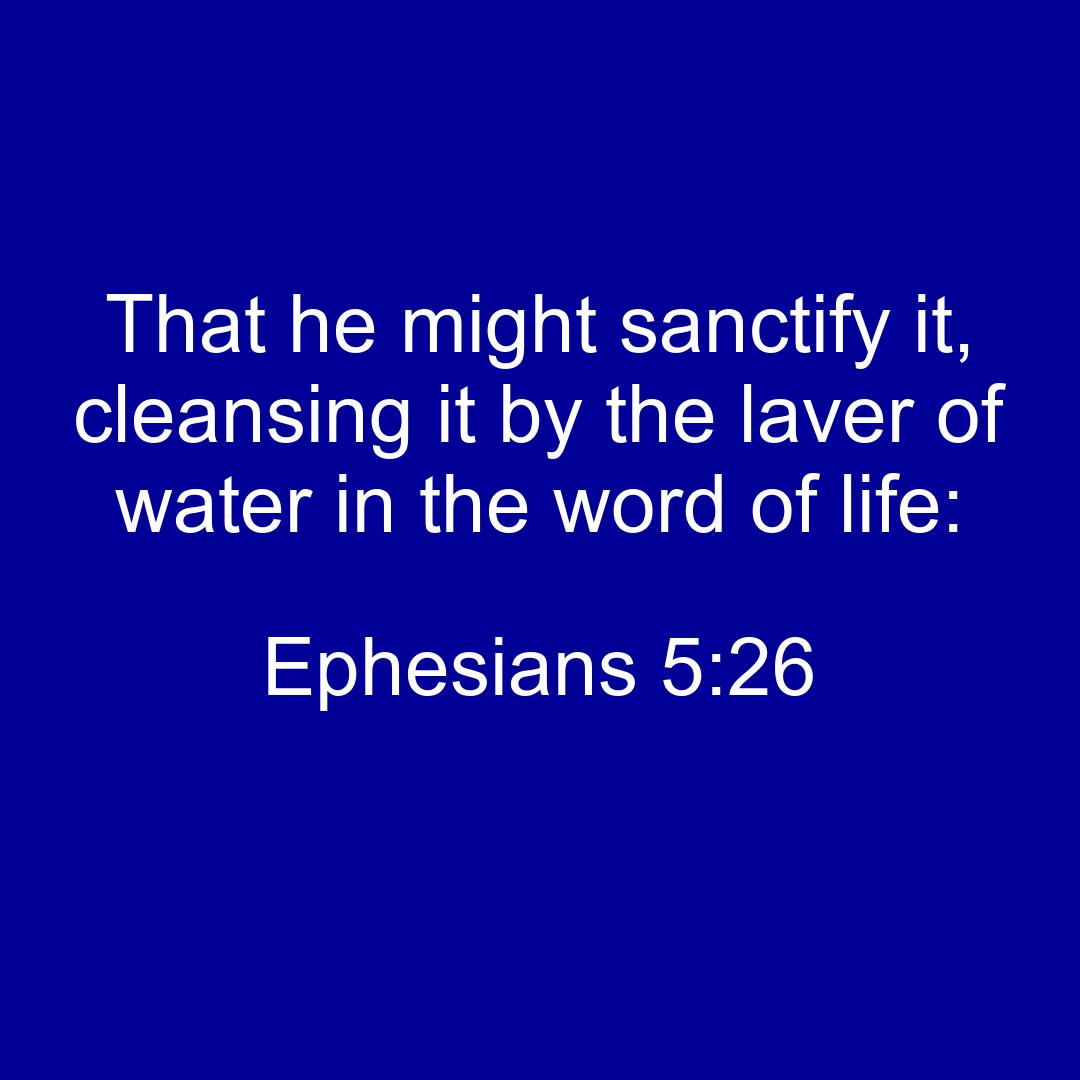 That he might sanctify it,
cleansing it by the laver of
water in the word of life:
Ephesians 5:26